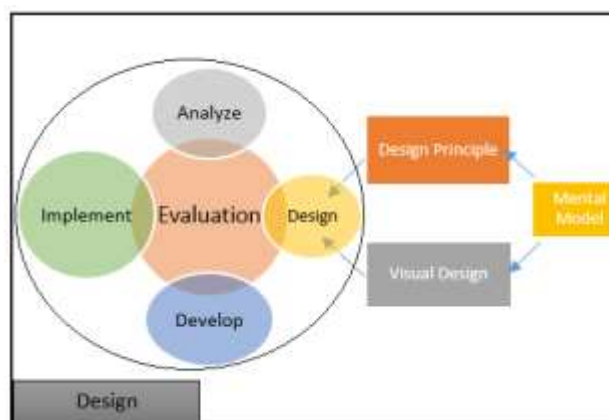 Analyze
Design Principle
Implement
Evaluation
Design
Mental
Model
Visual Design
Develop
Design